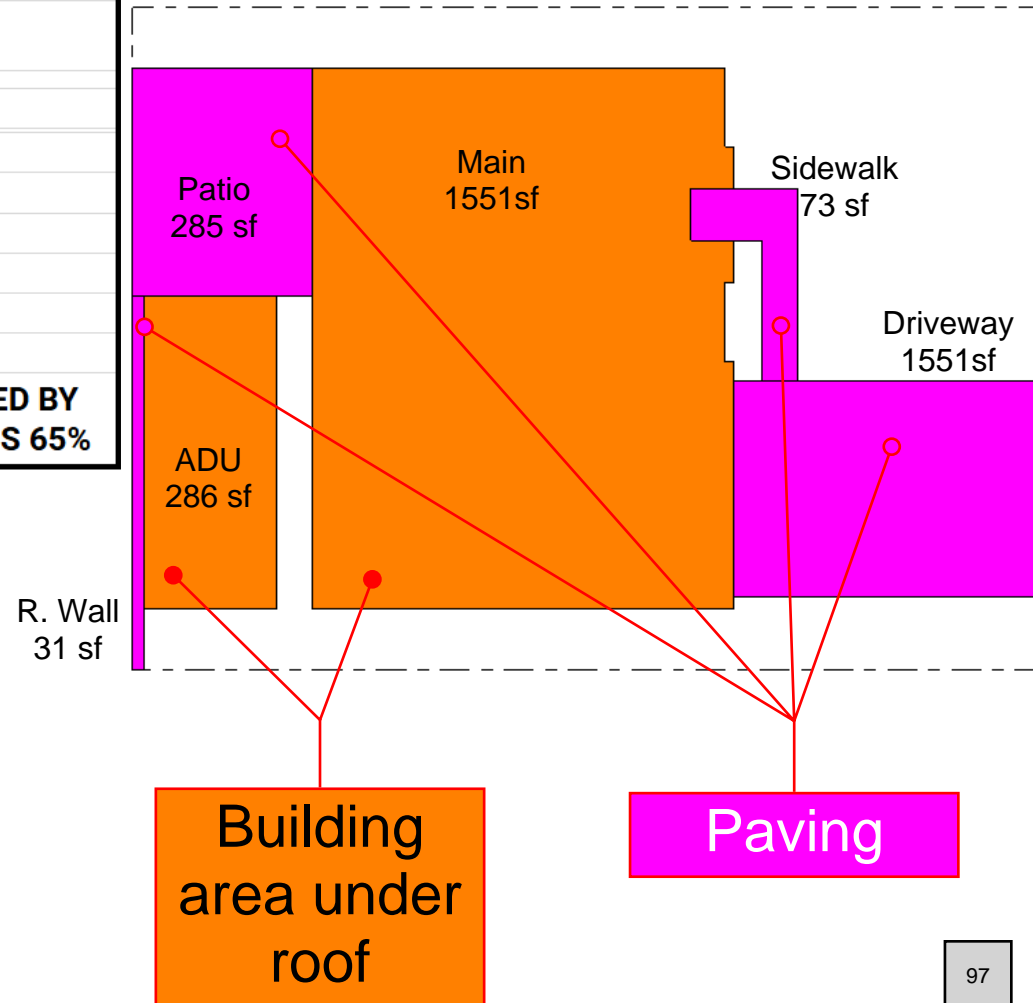 Main
1551sf
Sidewalk
73 sf
Patio
285 sf
Driveway
1551sf
ED BY
S 65%
ADU
286 sf
R. Wall
31 sf
Building
area under
roof
Paving
97